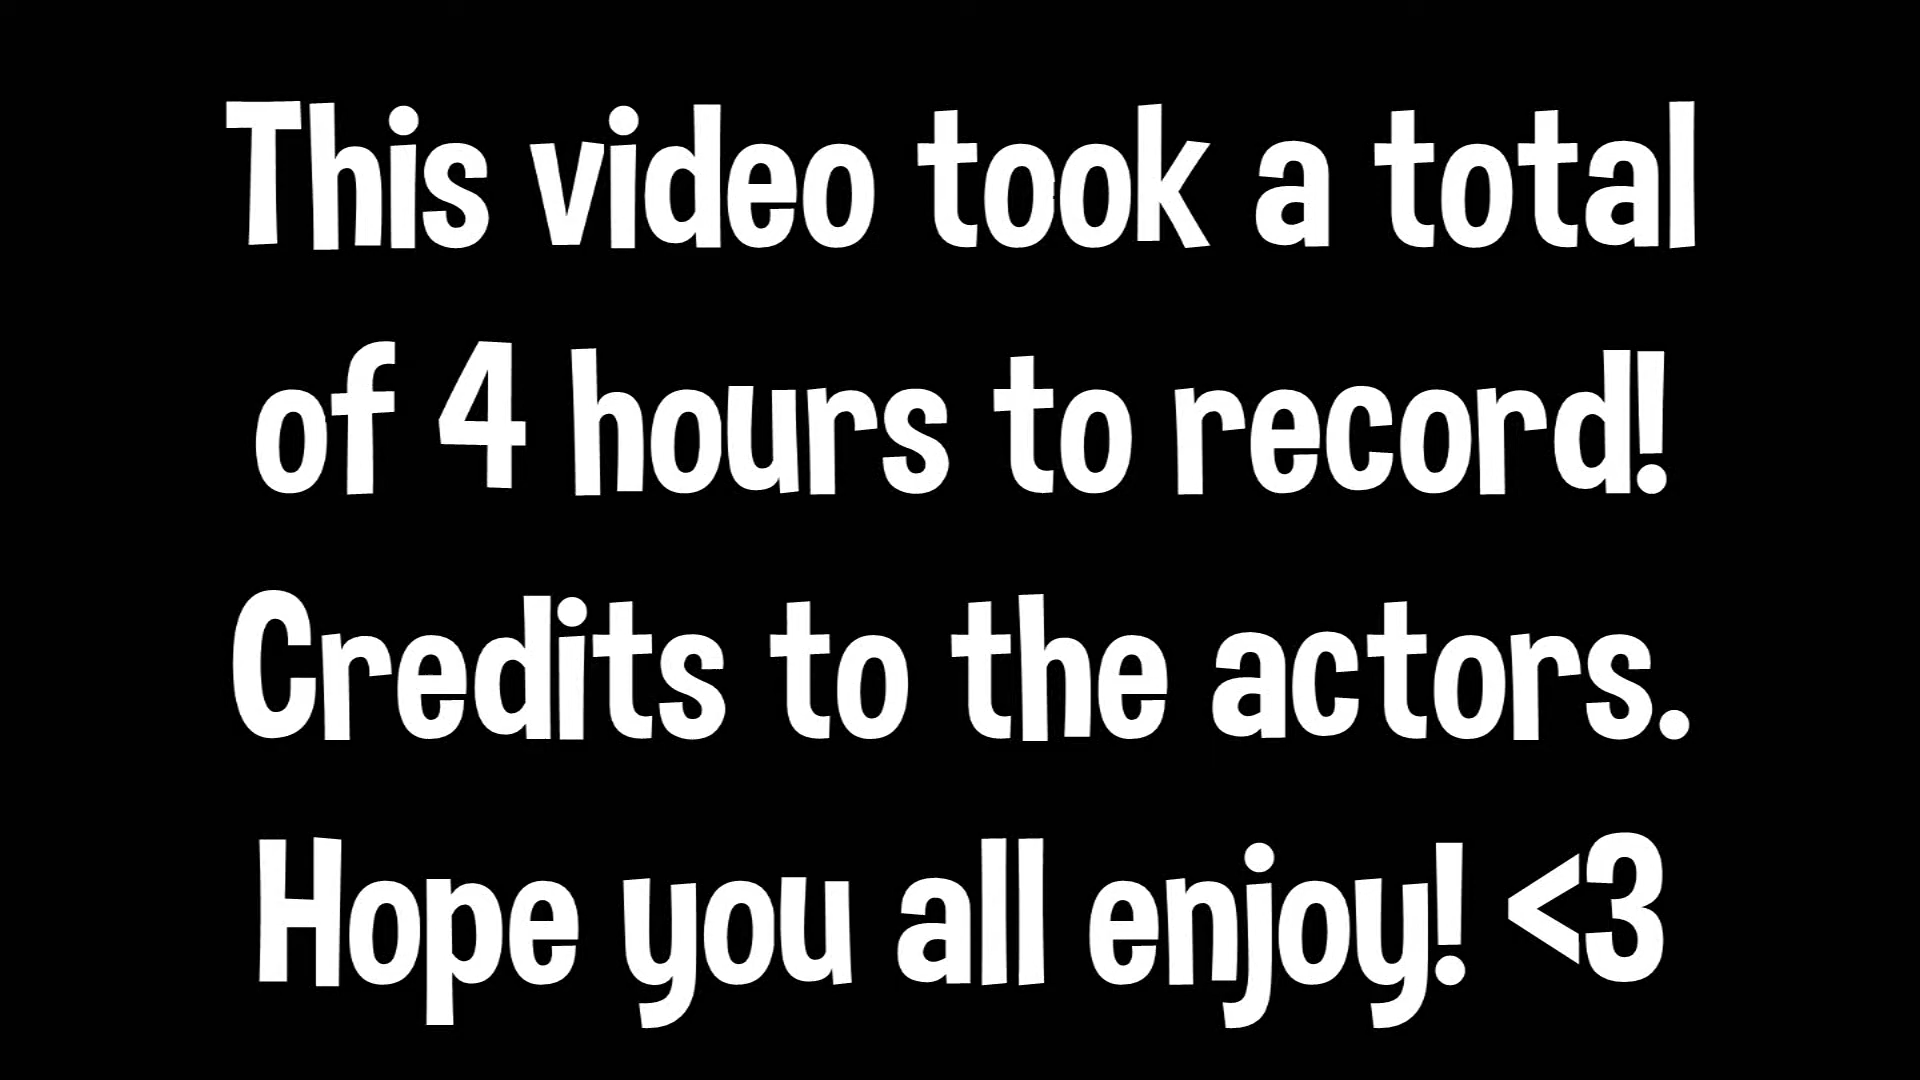 This video took a total
of 4 hours to record!
Credits to the actors.
Hope you all enjoy! <3